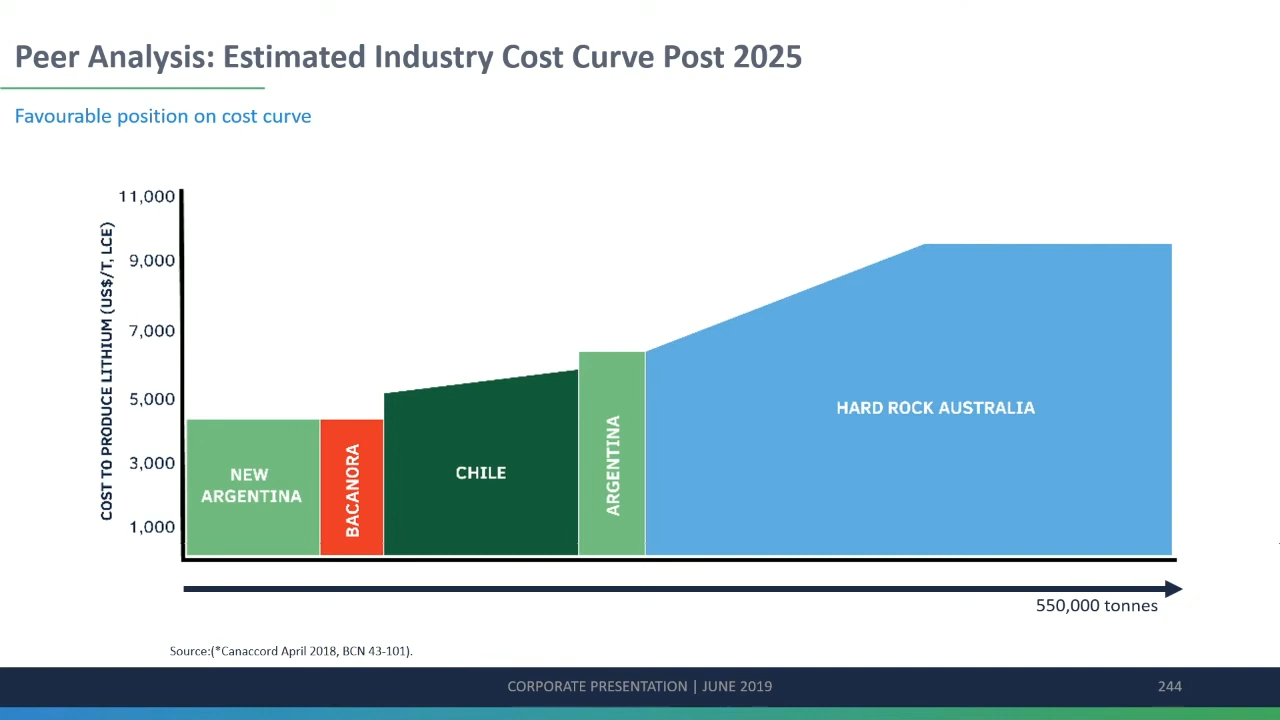 Peer Analysis: Estimated Industry Cost Curve Post 2025
Favourable position on cost curve
COST TO PRODUCE LITHIUM (US$/T, LCE)
11,000
9,000
7,000
5,000
3,000
1,000
NEW
ARGENTINA
BACANORA
CHILE
ARGENTINA
HARD ROCK AUSTRALIA
550,000 tonnes
Source:(*Canaccord April 2018, BCN 43-101).
CORPORATE PRESENTATION | JUNE 2019
244